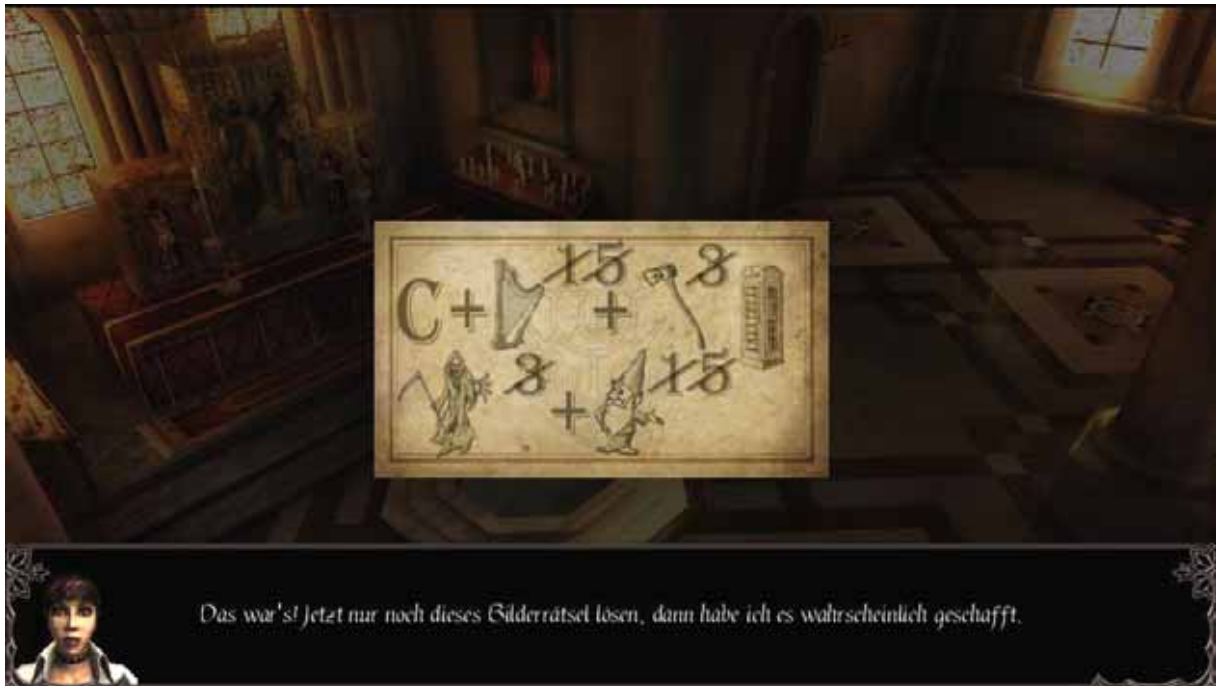 C + 15 + 3
3 + 15
Das war's! Jetzt nur noch dieses Bilderrätsel lösen, dann habe ich es wahrscheinlich geschafft.